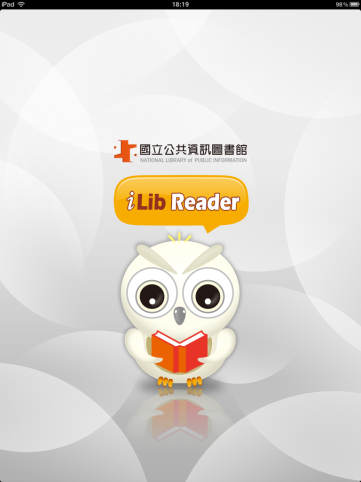 iPad 18:19 98%
國立公共資訊圖書館
NATIONAL LIBRARY of PUBLIC INFORMATION
iLib Reader